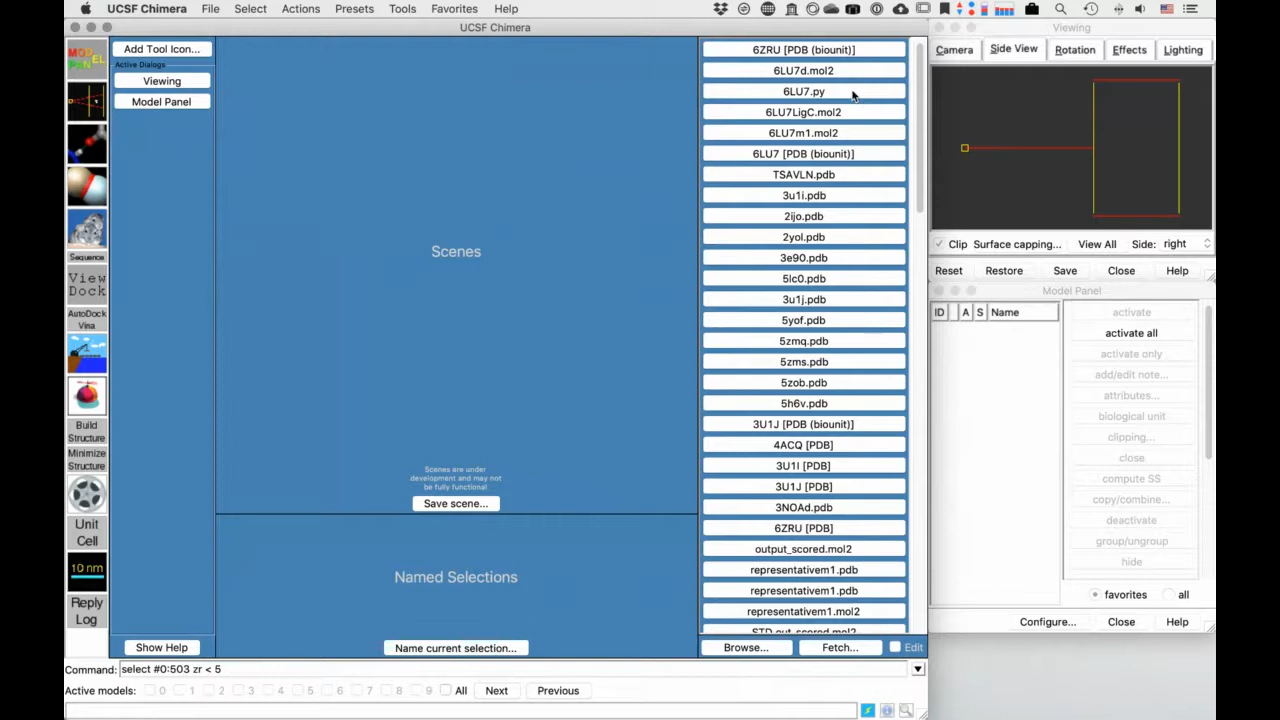 UCSF Chimera File Select Actions Presets Tools Favorites Help
UCSF Chimera
Viewing
Add Tool Icon...
Active Dialogs
Viewing
Model Panel
Sequence
View
Dock
AutoDock
Vina
Build
Structure
Minimize
Structure
Unit
Cell
10 nm
Reply
Log
Show Help
Scenes
Scenes are under
development and may not
be fully functional
Save scene...
Named Selections
Name current selection...
6ZRU [PDB (biounit)]
6LU7d.mol2
6LU7.py
6LU7LigC.mol2
6LU7m1.mol2
6LU7 [PDB (biounit)]
TSAVLN.pdb
3u1i.pdb
2ijo.pdb
2yol.pdb
3e90.pdb
5lc0.pdb
3u1j.pdb
5yof.pdb
5zmq.pdb
5zms.pdb
5zob.pdb
5h6v.pdb
3U1J [PDB (biounit)]
4ACQ [PDB]
3U1I [PDB]
3U1J [PDB]
3NOAd.pdb
6ZRU [PDB]
output_scored.mol2
representativem1.pdb
representativem1.pdb
representativem1.mol2
STD out_scored.mol2
Browse... Fetch... Edit
Camera Side View Rotation Effects Lighting
Clip Surface capping... View All Side: right
Reset Restore Save Close Help
Model Panel
ID A S Name
activate
activate all
activate only
add/edit note...
attributes...
biological unit
clipping...
close
compute SS
copy/combine...
deactivate
group/ungroup
hide
favorites all
Configure... Close Help
Command: select #0:503 zr < 5
Active models: 0 1 2 3 4 5 6 7 8 9 All Next Previous